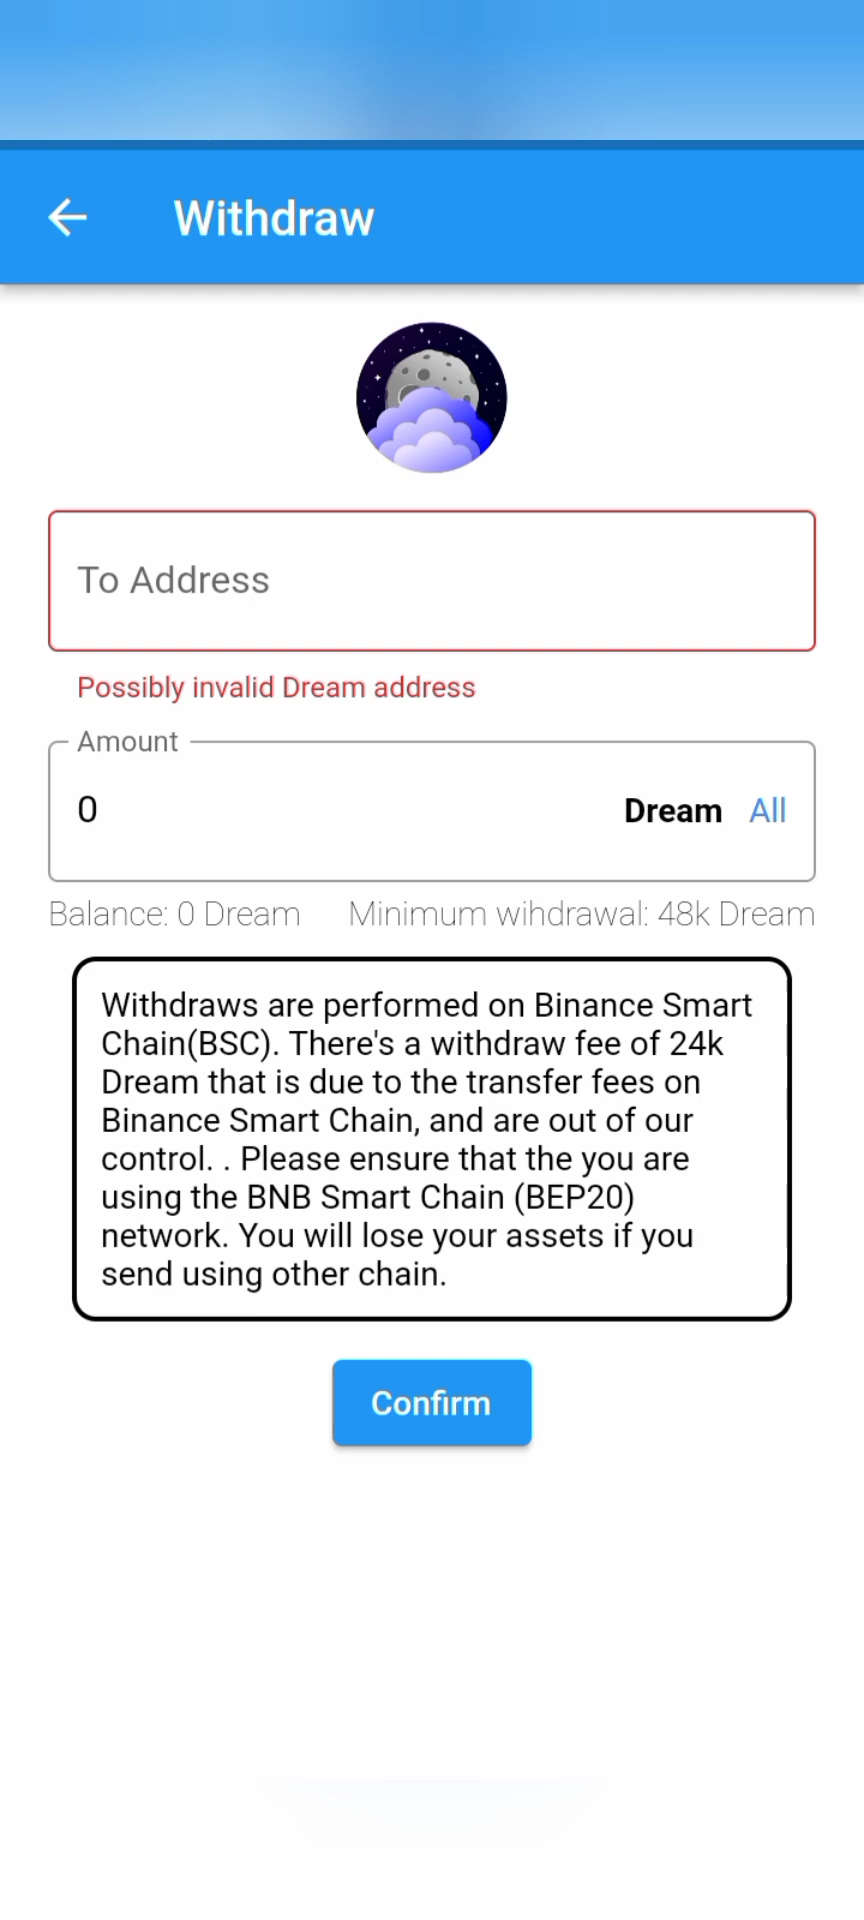 Withdraw
To Address
Possibly invalid Dream address
Amount
0 Dream All
Balance: 0 Dream Minimum wihdrawal: 48k Dream
Withdraws are performed on Binance Smart
Chain(BSC). There's a withdraw fee of 24k
Dream that is due to the transfer fees on
Binance Smart Chain, and are out of our
control. . Please ensure that the you are
using the BNB Smart Chain (BEP20)
network. You will lose your assets if you
send using other chain.
Confirm